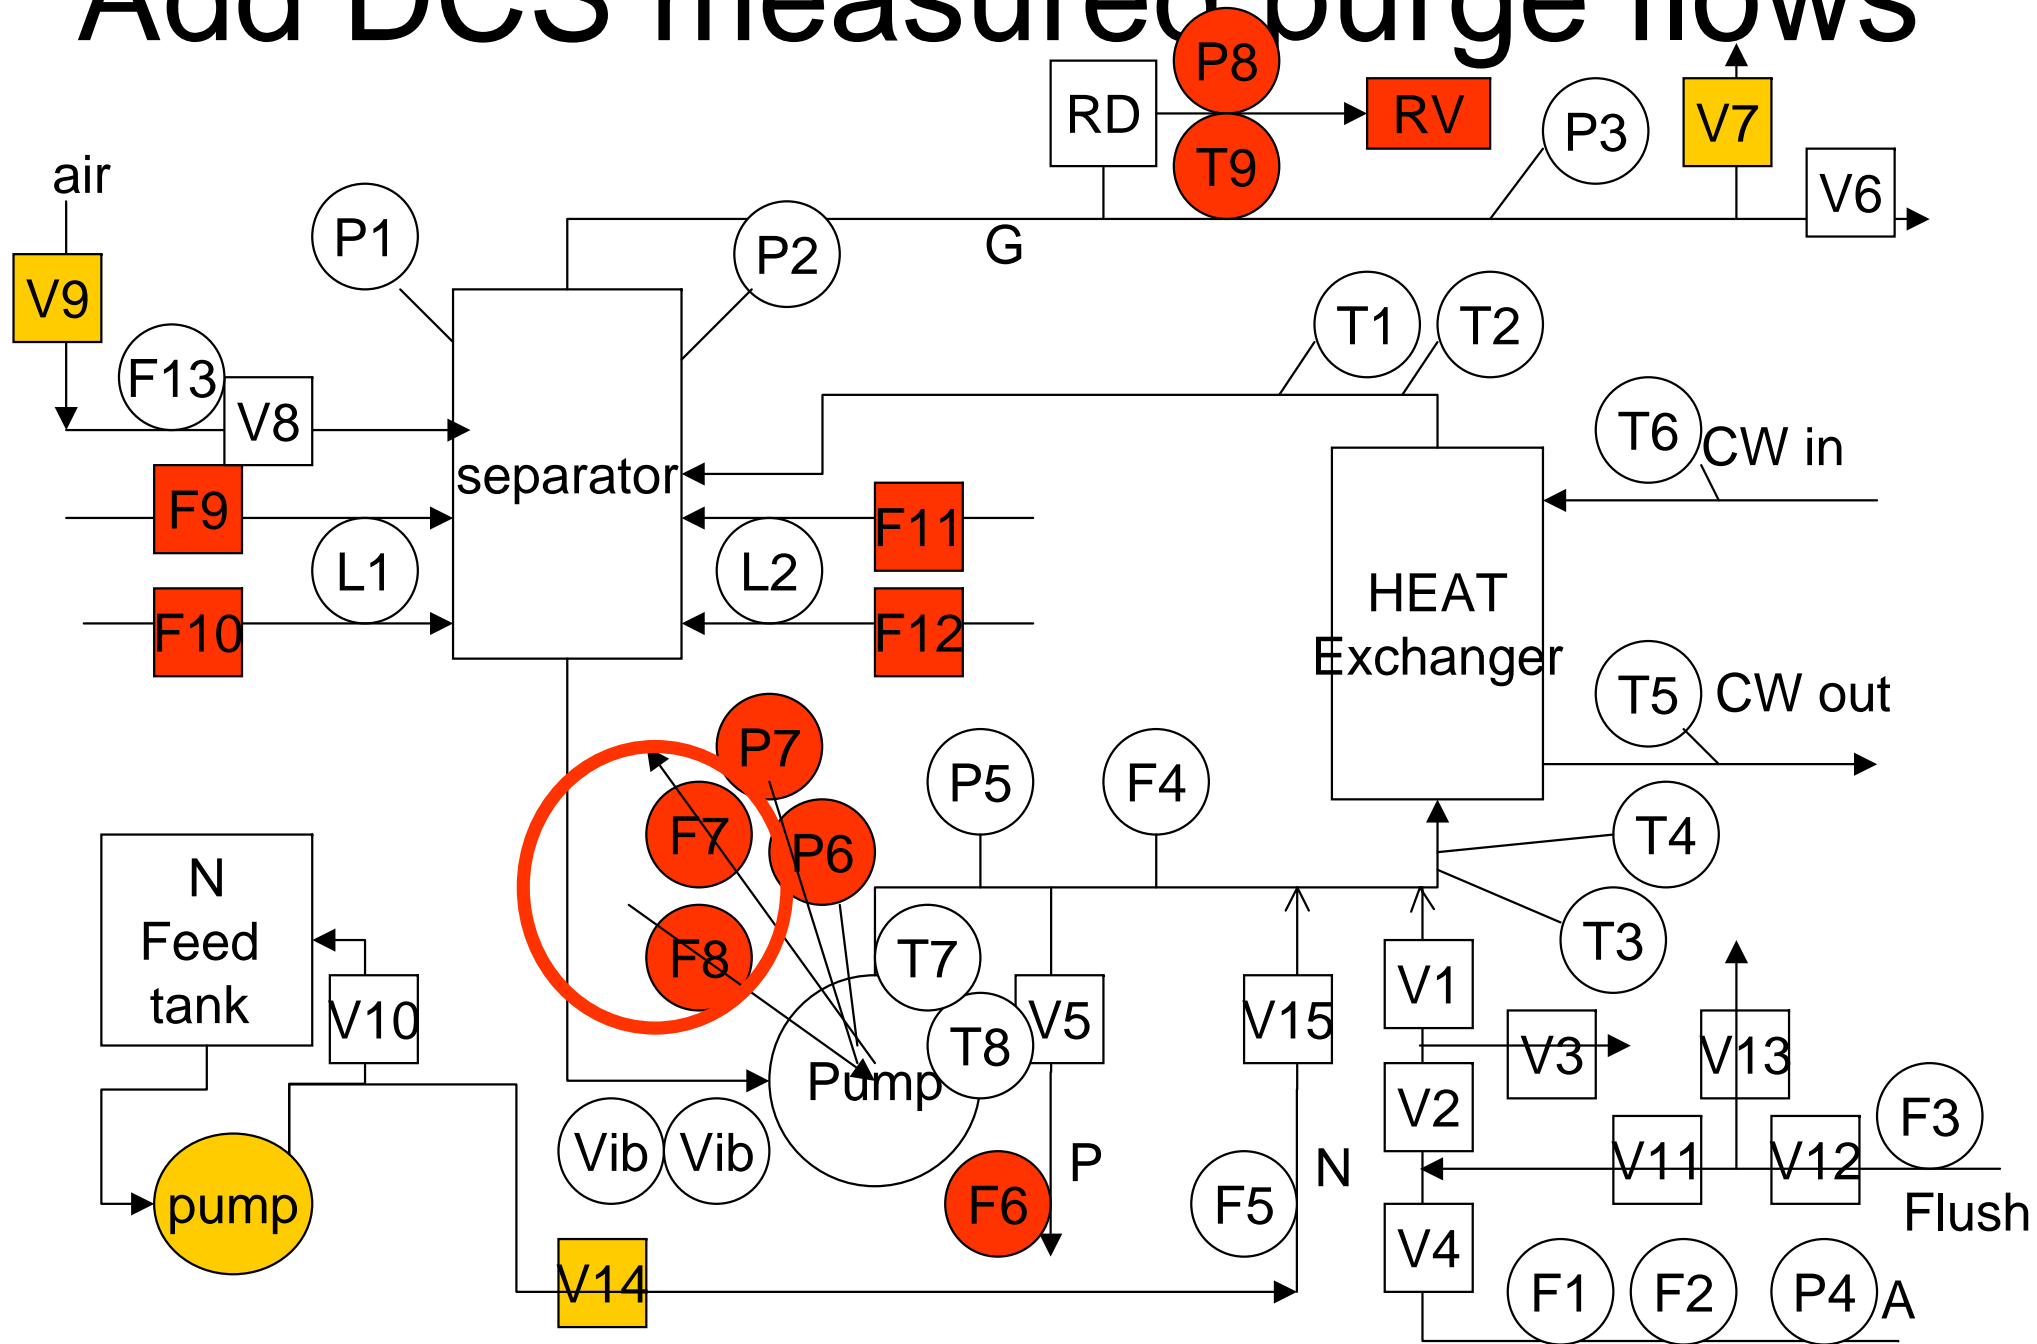 Add DCS measured purge flows
P8
RD
RV
P3
V7
T9
air
V6
P1
P2
G
V9
T1
T2
F13
V8
T6
CW in
separator
F9
F11
L1
L2
HEAT
Exchanger
F10
F12
T5
CW out
P7
P5
F4
F7
P6
T4
N
Feed
tank
F8
T7
T3
V10
V5
V15
V1
T8
Pump
V3
V13
V2
F3
Vib
Vib
P
N
V11
V12
pump
F6
F5
Flush
V4
V14
F1
F2
P4
A